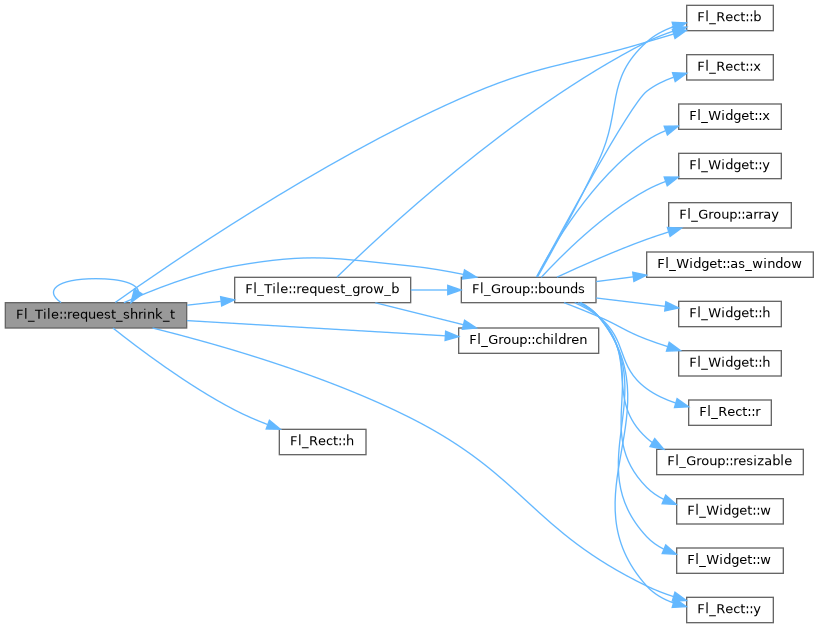 Fl_Rect::b
Fl_Rect::x
Fl_Widget::x
Fl_Widget::y
Fl_Group::array
Fl_Widget::as_window
Fl_Tile::request_grow_b
Fl_Group::bounds
Fl_Tile::request_shrink_t
Fl_Widget::h
Fl_Group::children
Fl_Widget::h
Fl_Rect::r
Fl_Rect::h
Fl_Group::resizable
Fl_Widget::w
Fl_Widget::w
Fl_Rect::y